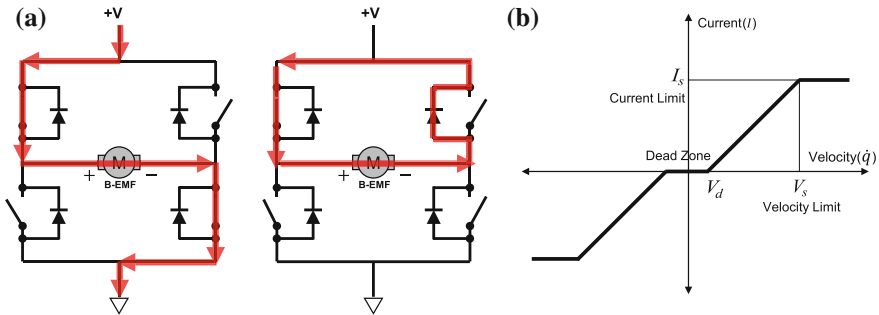 (a)
+V
M
+ −
B-EMF
+V
M
+ −
B-EMF
(b)
Current(I)
I_s
Current Limit
Dead Zone
Velocity(q̇)
V_d
V_s
Velocity Limit